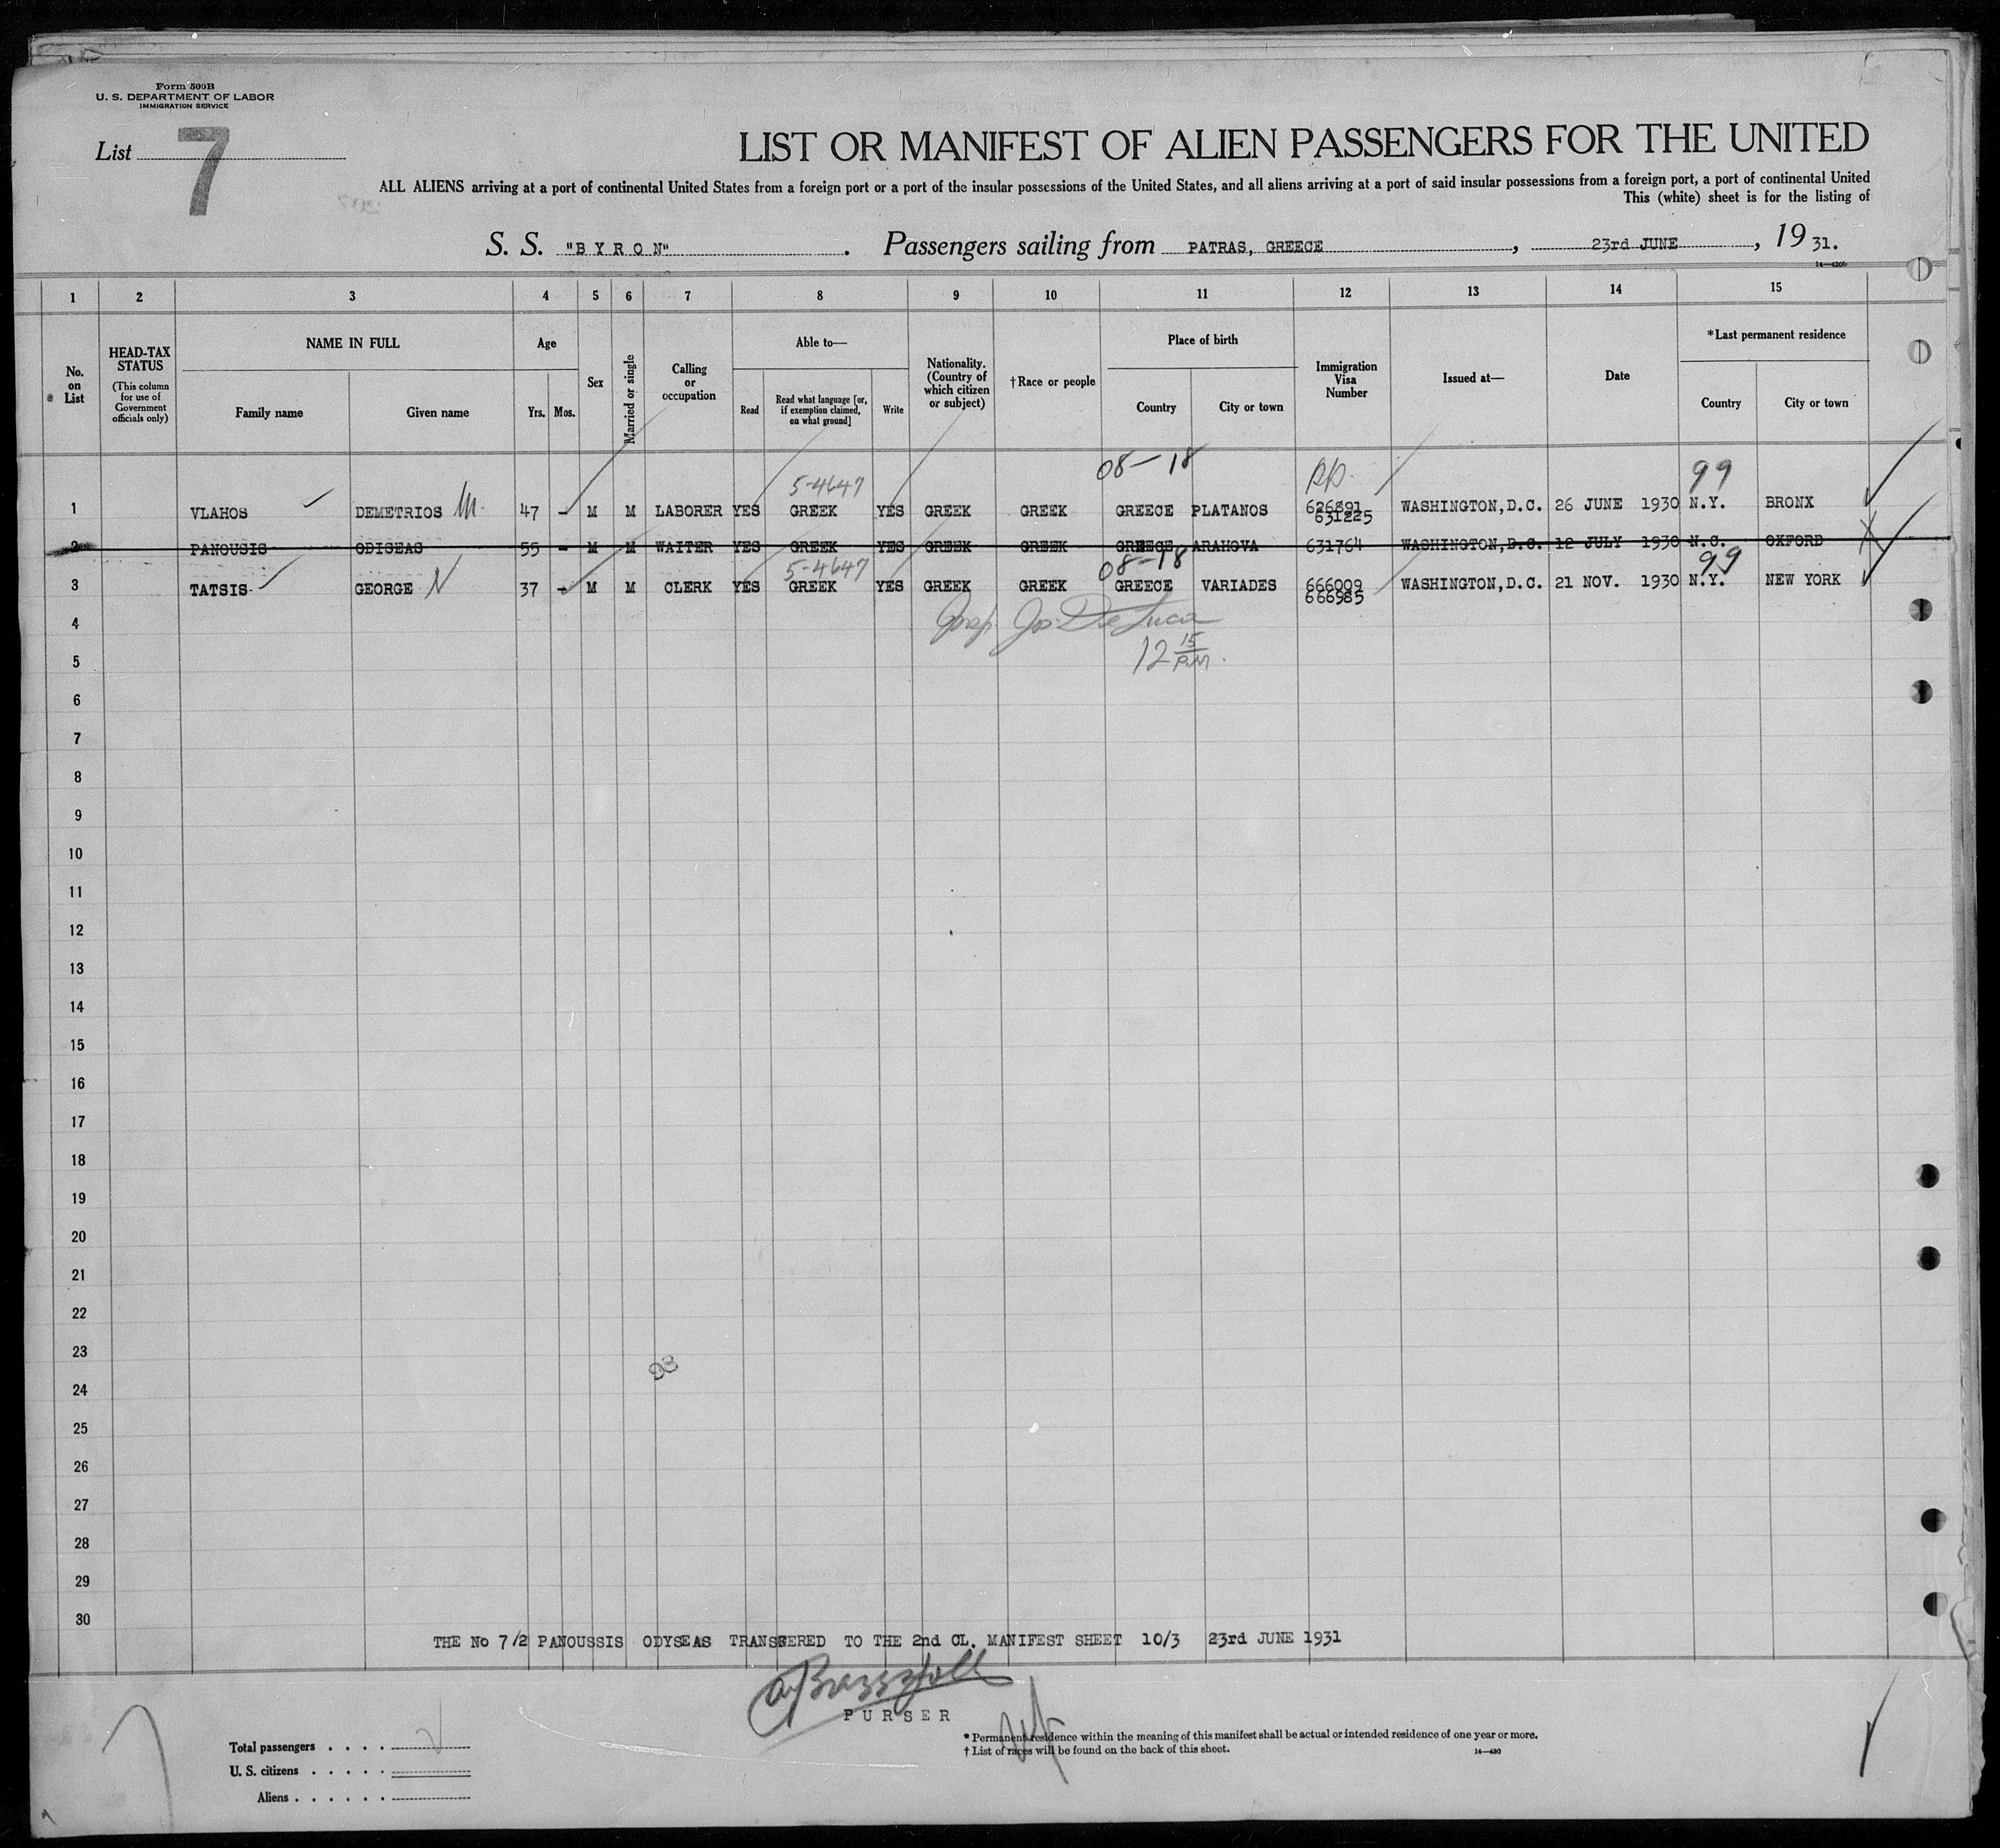 Form 500B
U. S. DEPARTMENT OF LABOR
IMMIGRATION SERVICE
List 7
LIST OR MANIFEST OF ALIEN PASSENGERS FOR THE UNITED
ALL ALIENS arriving at a port of continental United States from a foreign port or a port of the insular possessions of the United States, and all aliens arriving at a port of said insular possessions from a foreign port, a port of continental United
This (white) sheet is for the listing of
S. S. "BYRON". Passengers sailing from PATRAS, GREECE, 23rd JUNE, 19 31.
1 2 3 4 5 6 7 8 9 10 11 12 13 14 15
No. on List
HEAD-TAX STATUS
(This column for use of Government officials only)
NAME IN FULL
Family name Given name
Age
Yrs. Mos.
Sex
Married or single
Calling or occupation
Able to—
Read
Read what language [or, if exemption claimed, on what ground]
Write
Nationality. (Country of which citizen or subject)
†Race or people
Place of birth
Country City or town
Immigration Visa Number
Issued at—
Date
*Last permanent residence
Country City or town
5-4647 08-18 99
1 VLAHOS DEMETRIOS M 47 - M M LABORER YES GREEK YES GREEK GREEK GREECE PLATANOS 626891 WASHINGTON,D.C. 26 JUNE 1930 N.Y. BRONX
631225
2 PANOUSIS ODISEAS 55 - M M WAITER YES GREEK YES GREEK GREEK GREECE ARAHOVA 631764 WASHINGTON,D.C. 12 JULY 1930 N.C. OXFORD
5-4647 08-18 99
3 TATSIS GEORGE N 37 - M M CLERK YES GREEK YES GREEK GREEK GREECE VARIADES 666009 WASHINGTON,D.C. 21 NOV. 1930 N.Y. NEW YORK
666985
4 Insp. Jos. De Luca
12 15 P.M.
5
6
7
8
9
10
11
12
13
14
15
16
17
18
19
20
21
22
23
24
25
26
27
28
29
30
THE No 7/2 PANOUSSIS ODYSEAS TRANSFERED TO THE 2nd CL. MANIFEST SHEET 10/3 23rd JUNE 1931
PURSER
Total passengers
U. S. citizens
Aliens
* Permanent residence within the meaning of this manifest shall be actual or intended residence of one year or more.
† List of races will be found on the back of this sheet.
14—430